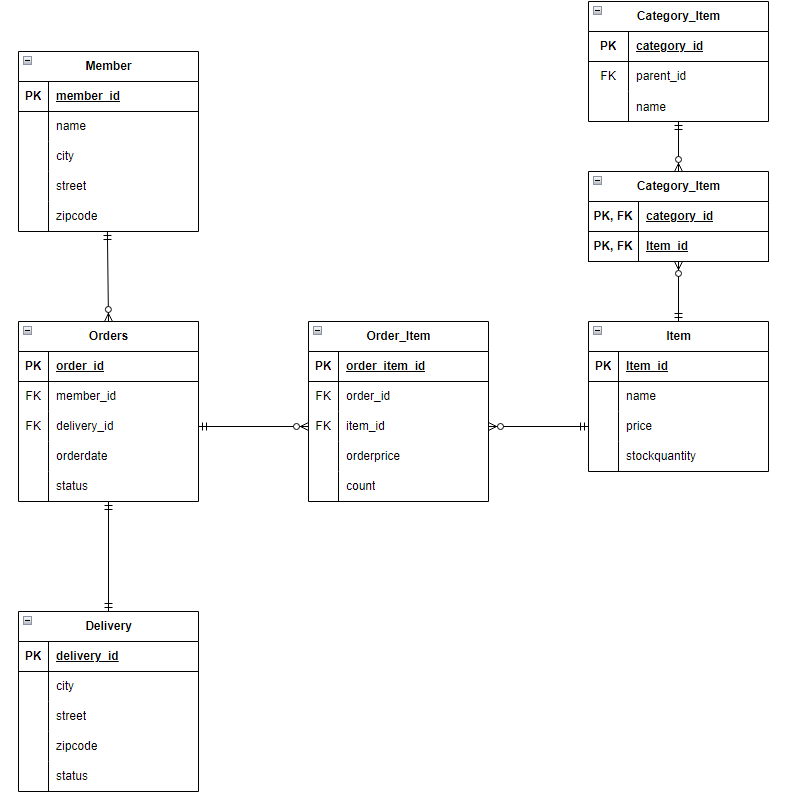 Category_Item
PK category_id
FK parent_id
name
Member
PK member_id
name
city
street
zipcode
Category_Item
PK, FK category_id
PK, FK Item_id
Orders
PK order_id
FK member_id
FK delivery_id
orderdate
status
Order_Item
PK order_item_id
FK order_id
FK item_id
orderprice
count
Item
PK Item_id
name
price
stockquantity
Delivery
PK delivery_id
city
street
zipcode
status